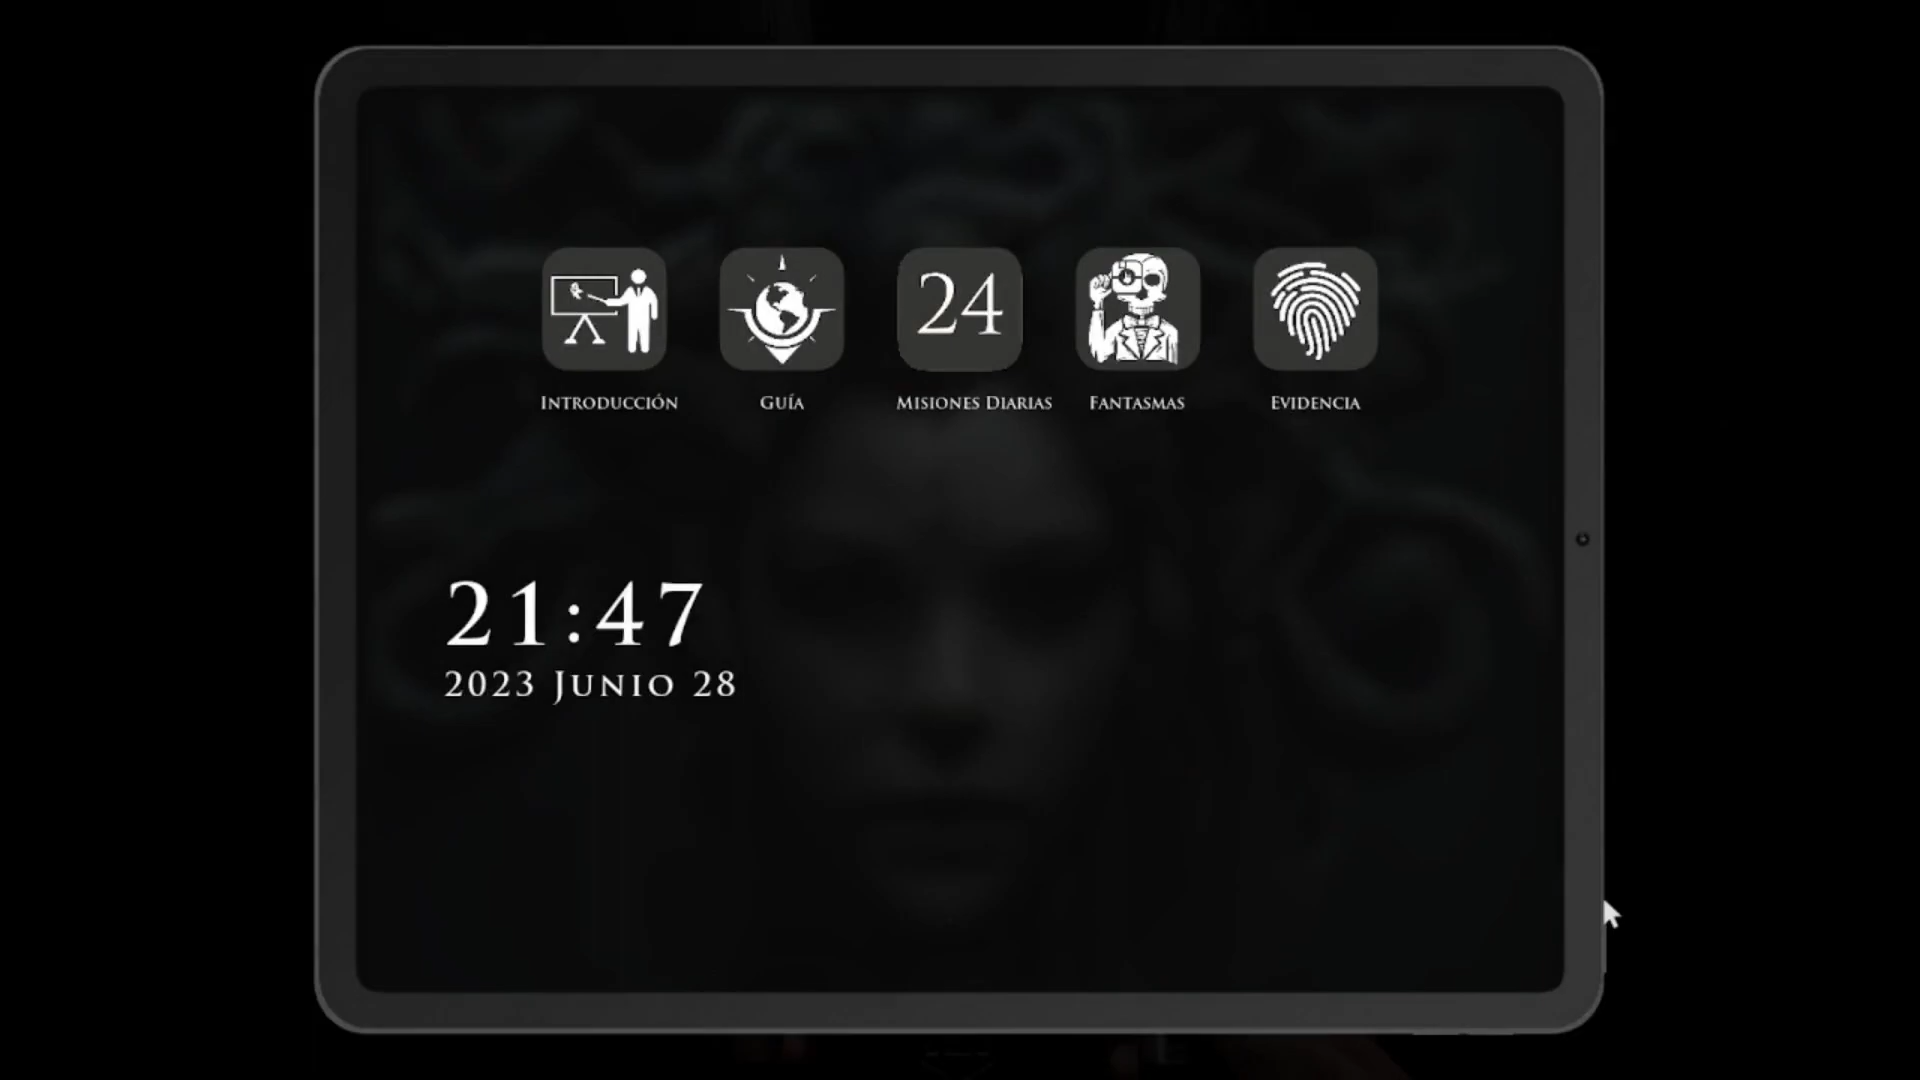 24
INTRODUCCIÓN
GUÍA
MISIONES DIARIAS
FANTASMAS
EVIDENCIA
21:47
2023 JUNIO 28